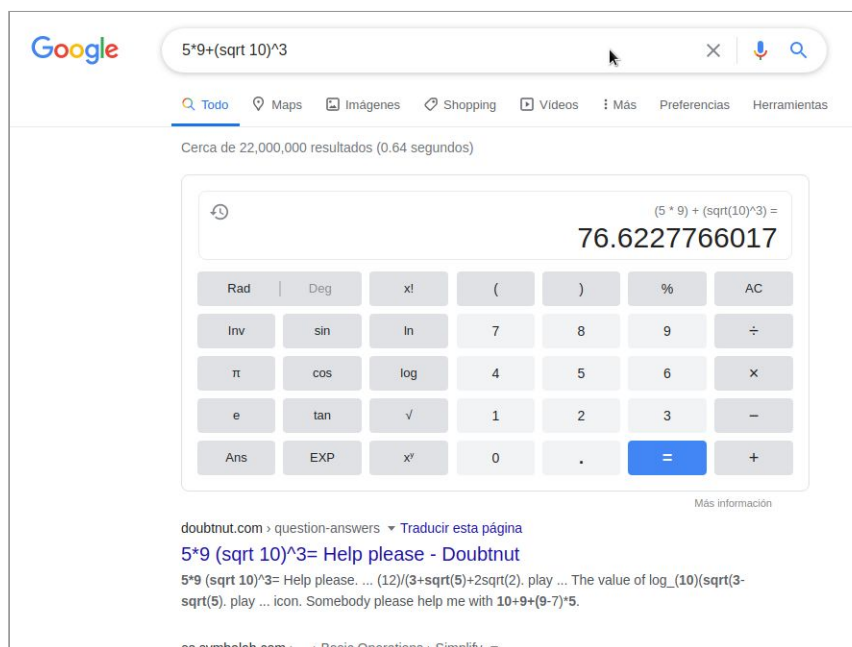 Google
5*9+(sqrt 10)^3
Todo Maps Imágenes Shopping Vídeos Más Preferencias Herramientas
Cerca de 22,000,000 resultados (0.64 segundos)
(5 * 9) + (sqrt(10)^3) =
76.6227766017
Rad | Deg x! ( ) % AC
Inv sin ln 7 8 9 ÷
π cos log 4 5 6 ×
e tan √ 1 2 3 −
Ans EXP xʸ 0 . = +
Más información
doubtnut.com › question-answers ▾ Traducir esta página
5*9 (sqrt 10)^3= Help please - Doubtnut
5*9 (sqrt 10)^3= Help please. ... (12)/(3+sqrt(5)+2sqrt(2). play ... The value of log_(10)(sqrt(3-
sqrt(5). play ... icon. Somebody please help me with 10+9+(9-7)*5.